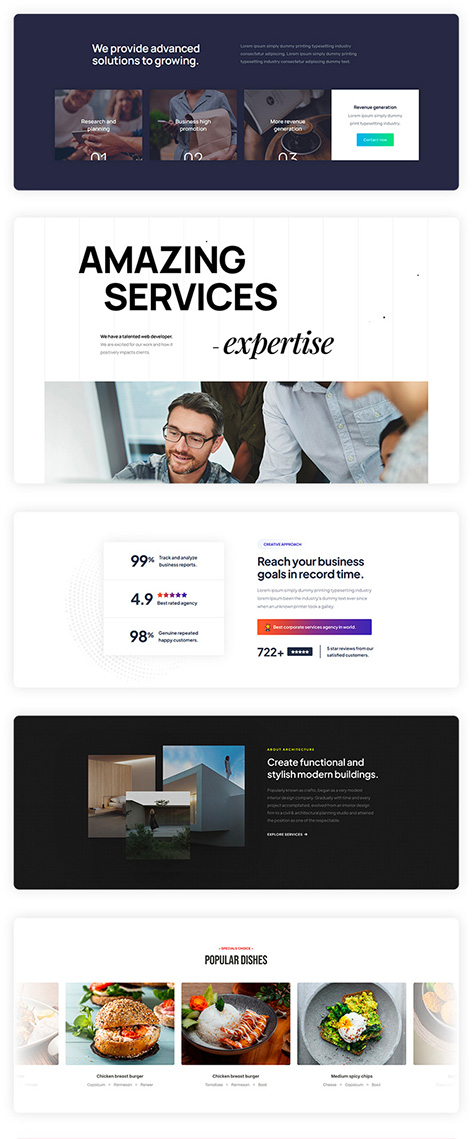 We provide advanced
solutions to growing.
Lorem ipsum simply dummy printing typesetting industry
consectetur adipiscing. Lorem ipsum simply dummy printing
typesetting industry consectetur adipiscing dummy text.
Research and
planning
01
Business high
promotion
02
More revenue
generation
03
Revenue generation
Lorem ipsum simply dummy
print typesetting industry.
Contact now
AMAZING
SERVICES
We have a talented web developer.
We are excited for our work and how it
positively impacts clients.
- expertise
99%
Track and analyze
business reports.
4.9
Best rated agency
98%
Genuine repeated
happy customers.
CREATIVE APPROACH
Reach your business
goals in record time.
Lorem ipsum simply dummy text of the printing typesetting
lorem ipsum been the industry's dummy text ever since
when an unknown printer took a galley.
Best corporate services agency in world.
722+
5 star reviews from our
satisfied customers.
ABOUT ARCHITECTURE
Create functional and
stylish modern buildings.
Popularly known as crafto, began as a very modest
interior design company. Gradually with time and every
project accomplished, evolved from an interior design
firm to a civil & architectural planning studio and attained
the position as one of the respectable.
EXPLORE SERVICES
SPECIALS CHOICE
POPULAR DISHES
Chicken breast burger
Capsicum Parmesan Paneer
Chicken breast burger
Tomatoes Parmesan Basil
Medium spicy chips
Cheese Capsicum Basil